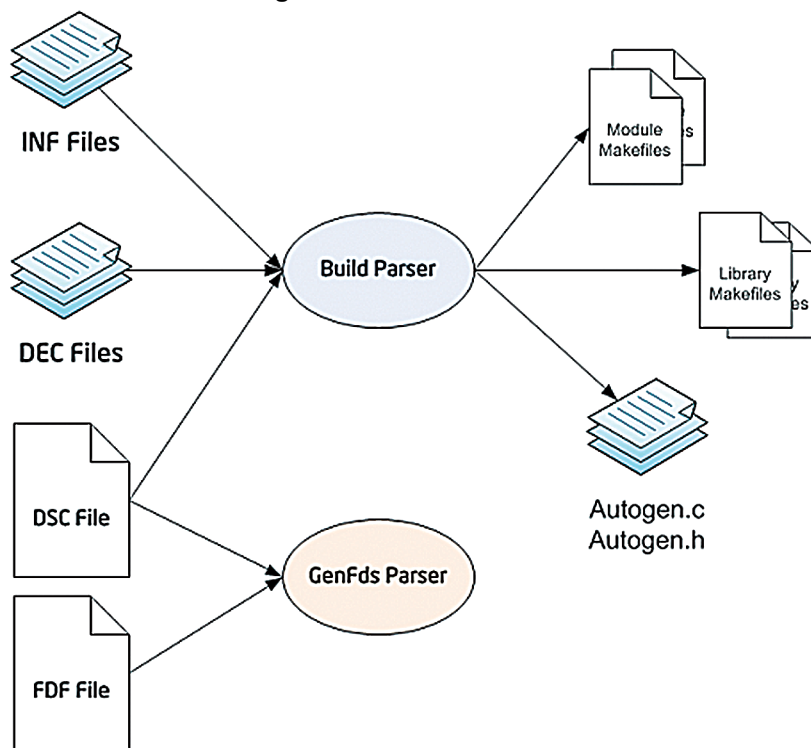 INF Files
DEC Files
DSC File
FDF File
Build Parser
GenFds Parser
Module
Makefiles
Library
Makefiles
Autogen.c
Autogen.h